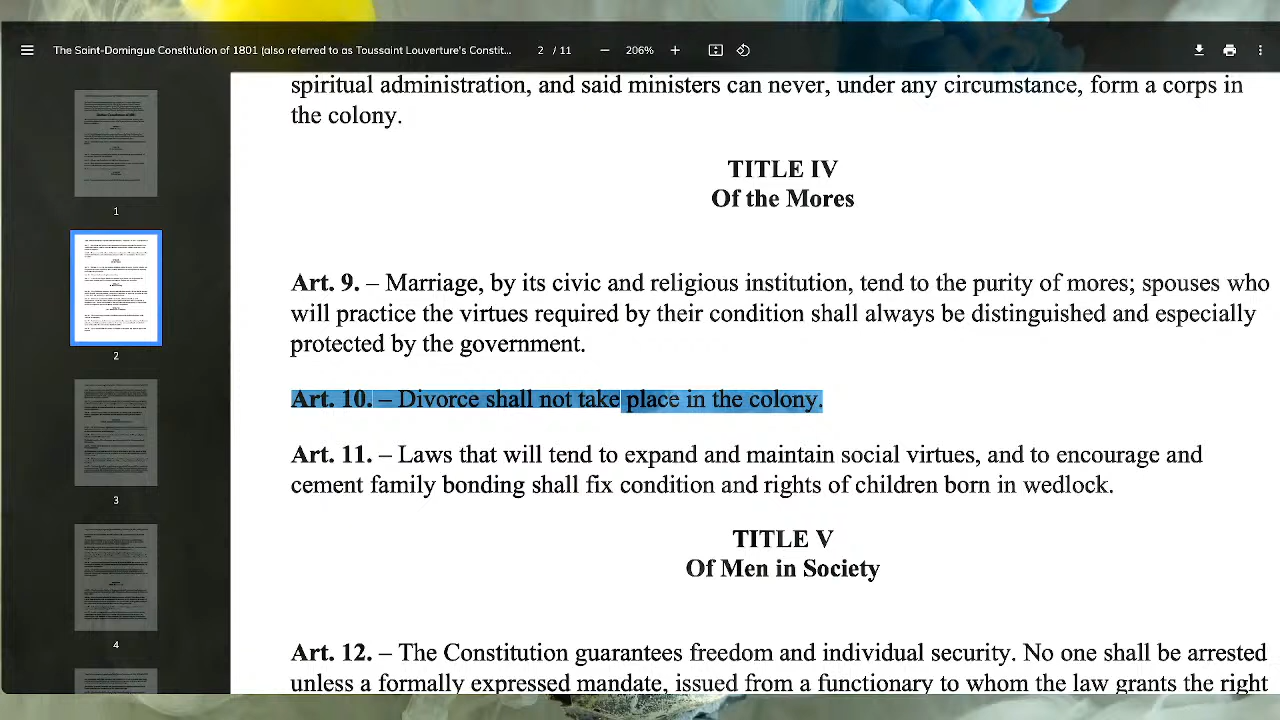 The Saint-Domingue Constitution of 1801 (also referred to as Toussaint Louverture's Constit...
2 / 11
206%
spiritual administration, and said ministers can never, under any circumstance, form a corps in
the colony.
TITLE IV
Of the Mores
Art. 9. – Marriage, by its civic and religious institution, tend to the purity of mores; spouses who
will practice the virtues required by their condition shall always be distinguished and especially
protected by the government.
Art. 10. – Divorce shall not take place in the colony.
Art. 11. – Laws that will tend to expand and maintain social virtues, and to encourage and
cement family bonding shall fix condition and rights of children born in wedlock.
TITLE V
Of Men in Society
Art. 12. – The Constitution guarantees freedom and individual security. No one shall be arrested
unless a formally expressed mandate, issued from a functionary to whom the law grants the right
1
2
3
4